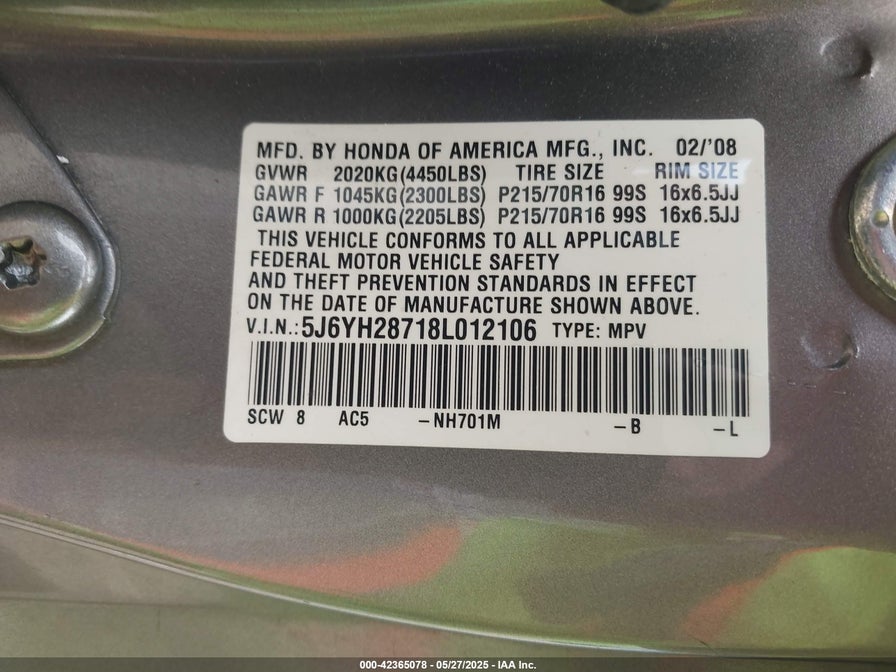 MFD. BY HONDA OF AMERICA MFG., INC. 02/'08
GVWR 2020KG(4450LBS) TIRE SIZE RIM SIZE
GAWR F 1045KG(2300LBS) P215/70R16 99S 16x6.5JJ
GAWR R 1000KG(2205LBS) P215/70R16 99S 16x6.5JJ
THIS VEHICLE CONFORMS TO ALL APPLICABLE
FEDERAL MOTOR VEHICLE SAFETY
AND THEFT PREVENTION STANDARDS IN EFFECT
ON THE DATE OF MANUFACTURE SHOWN ABOVE.
V.I.N.: 5J6YH28718L012106 TYPE: MPV
SCW 8 AC5 -NH701M -B -L
000-42365078 - 05/27/2025 - IAA Inc.